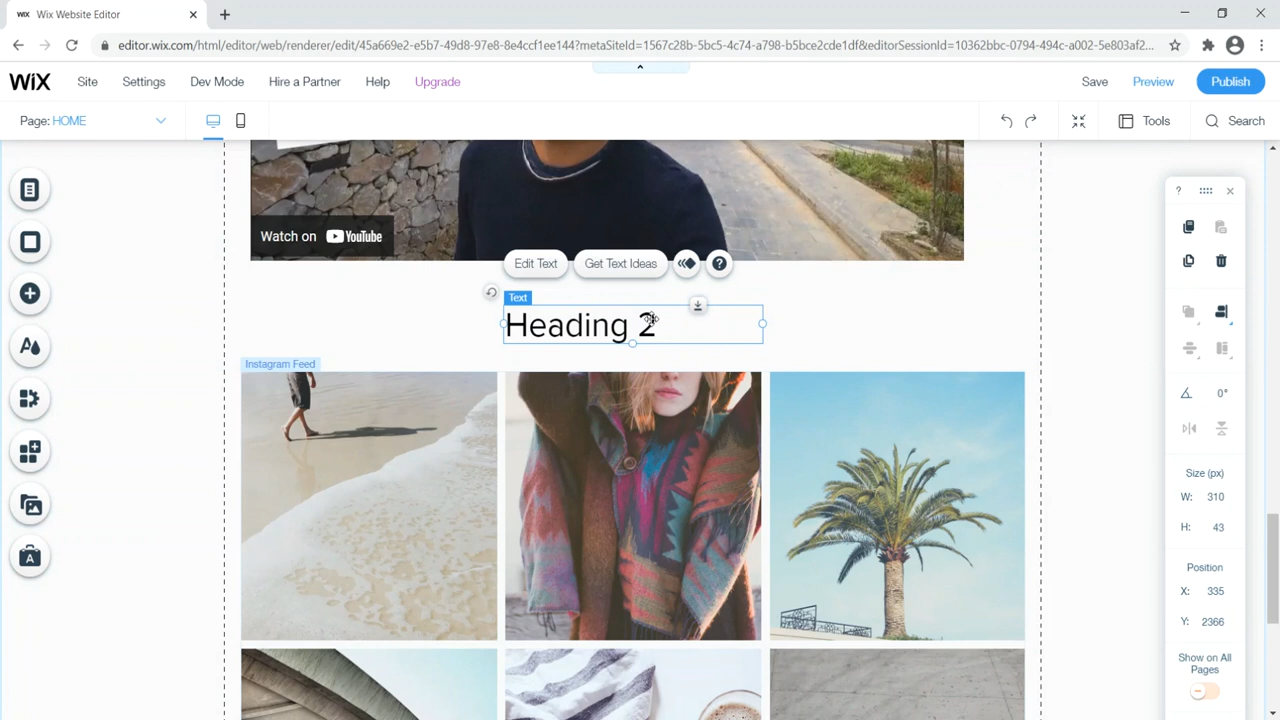 WiX Wix Website Editor
editor.wix.com/html/editor/web/renderer/edit/45a669e2-e5b7-49d8-97e8-8e4ccf1ee144?metaSiteId=1567c28b-5bc5-4c74-a798-b5bce2cde1df&editorSessionId=10362bbc-0794-494c-a002-5e803af2...
WiX Site Settings Dev Mode Hire a Partner Help Upgrade Save Preview Publish
Page: HOME Tools Search
Watch on YouTube
Edit Text Get Text Ideas ?
Text
Heading 2
Instagram Feed
A
?
0°
Size (px)
W: 310
H: 43
Position
X: 335
Y: 2366
Show on All
Pages